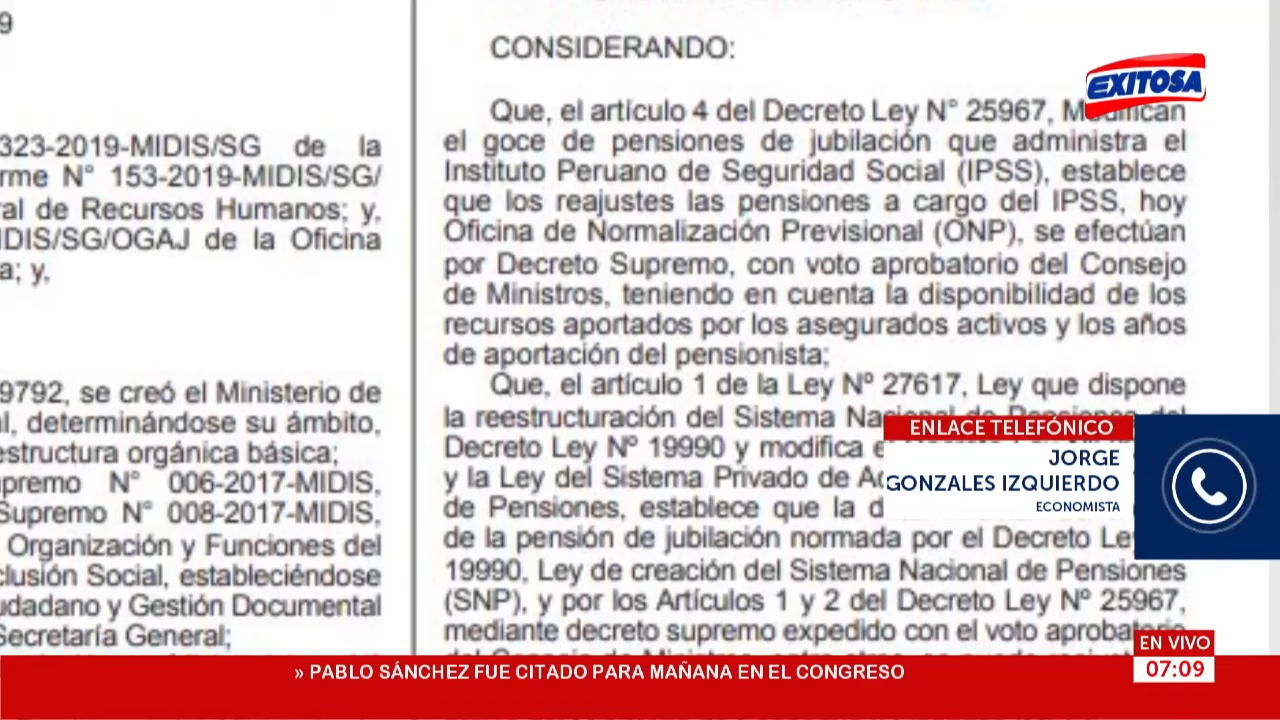 9
323-2019-MIDIS/SG de la
rme N° 153-2019-MIDIS/SG/
ral de Recursos Humanos; y,
IDIS/SG/OGAJ de la Oficina
a; y,
9792, se creó el Ministerio de
l, determinándose su ámbito,
estructura orgánica básica;
upremo N° 006-2017-MIDIS,
Supremo N° 008-2017-MIDIS,
Organización y Funciones del
clusión Social, estableciéndose
udadano y Gestión Documental
Secretaría General;
CONSIDERANDO:
Que, el artículo 4 del Decreto Ley N° 25967, Modifican
el goce de pensiones de jubilación que administra el
Instituto Peruano de Seguridad Social (IPSS), establece
que los reajustes las pensiones a cargo del IPSS, hoy
Oficina de Normalización Previsional (ONP), se efectúan
por Decreto Supremo, con voto aprobatorio del Consejo
de Ministros, teniendo en cuenta la disponibilidad de los
recursos aportados por los asegurados activos y los años
de aportación del pensionista;
Que, el artículo 1 de la Ley Nº 27617, Ley que dispone
la reestructuración del Sistema Nacional de Pensiones del
Decreto Ley Nº 19990 y modifica e
y la Ley del Sistema Privado de
de Pensiones, establece que la d
de la pensión de jubilación normada por el Decreto
19990, Ley de creación del Sistema Nacional de Pensiones
(SNP), y por los Artículos 1 y 2 del Decreto Ley Nº 25967,
mediante decreto supremo expedido con el voto
EXITOSA
ENLACE TELEFÓNICO
JORGE
GONZALES IZQUIERDO
ECONOMISTA
EN VIVO
07:09
» PABLO SÁNCHEZ FUE CITADO PARA MAÑANA EN EL CONGRESO